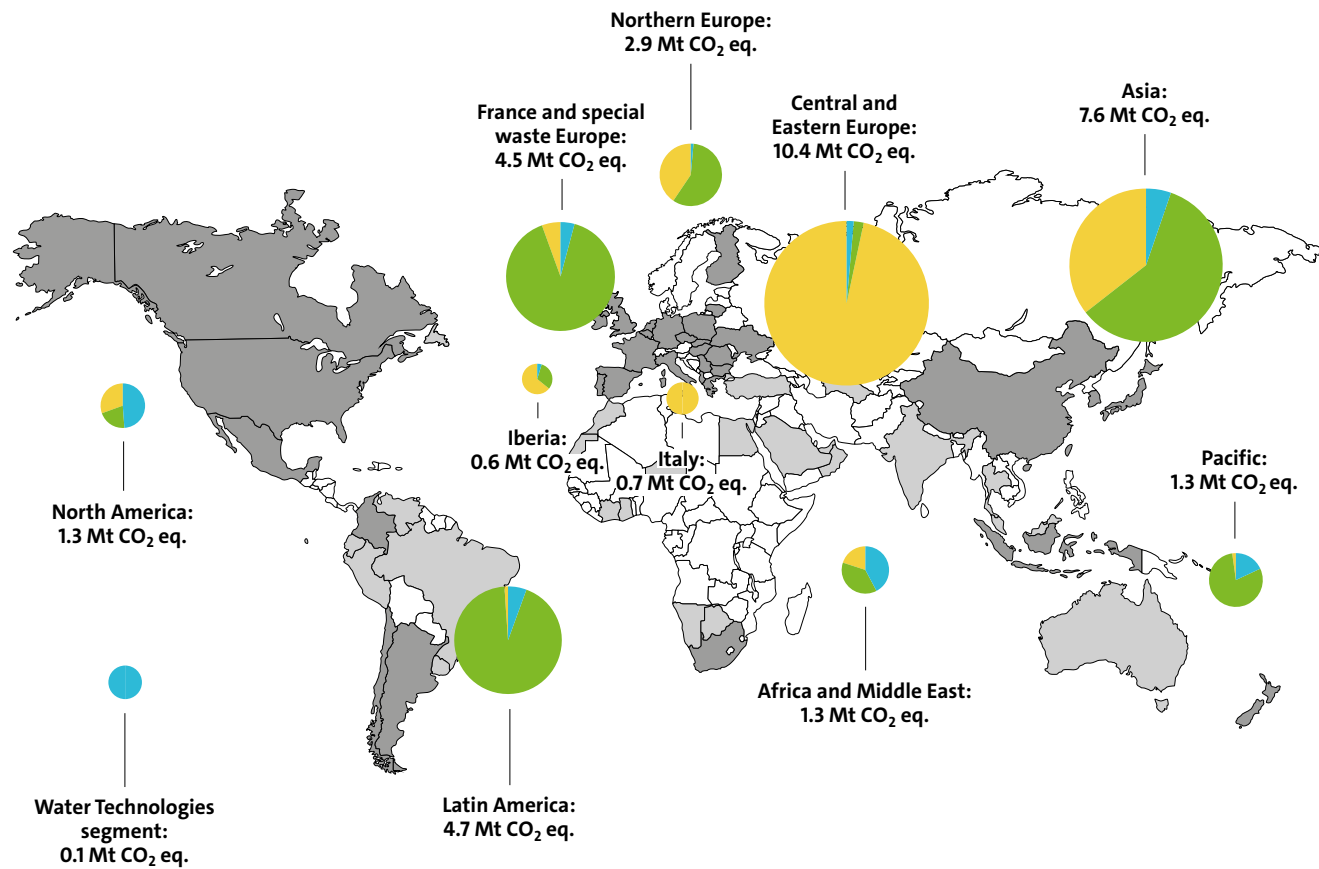 Northern Europe:
2.9 Mt CO₂ eq.
France and special
waste Europe:
4.5 Mt CO₂ eq.
Central and
Eastern Europe:
10.4 Mt CO₂ eq.
Asia:
7.6 Mt CO₂ eq.
Iberia:
0.6 Mt CO₂ eq.
Italy:
0.7 Mt CO₂ eq.
Pacific:
1.3 Mt CO₂ eq.
North America:
1.3 Mt CO₂ eq.
Africa and Middle East:
1.3 Mt CO₂ eq.
Water Technologies
segment:
0.1 Mt CO₂ eq.
Latin America:
4.7 Mt CO₂ eq.